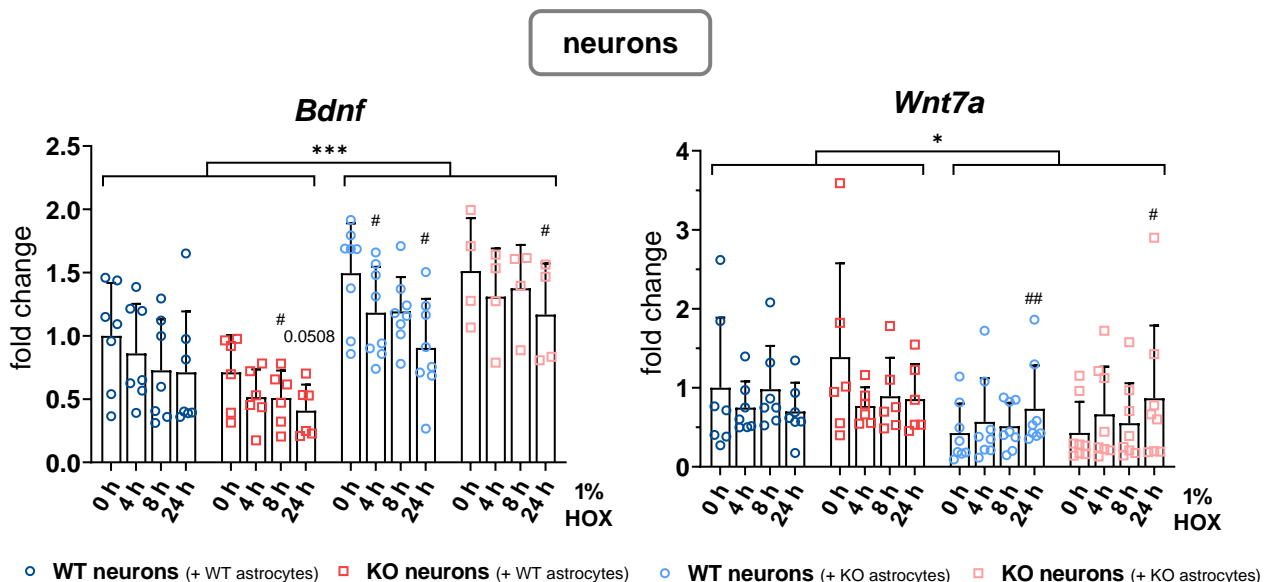 neurons
Bdnf
fold change
2.5
2.0
1.5
1.0
0.5
0.0
***
#
0.0508
#
#
#
0 h 4 h 8 h 24 h 0 h 4 h 8 h 24 h 0 h 4 h 8 h 24 h 0 h 4 h 8 h 24 h
1%
HOX
Wnt7a
fold change
4
3
2
1
0
*
##
#
0 h 4 h 8 h 24 h 0 h 4 h 8 h 24 h 0 h 4 h 8 h 24 h 0 h 4 h 8 h 24 h
1%
HOX
WT neurons (+ WT astrocytes) KO neurons (+ WT astrocytes) WT neurons (+ KO astrocytes) KO neurons (+ KO astrocytes)